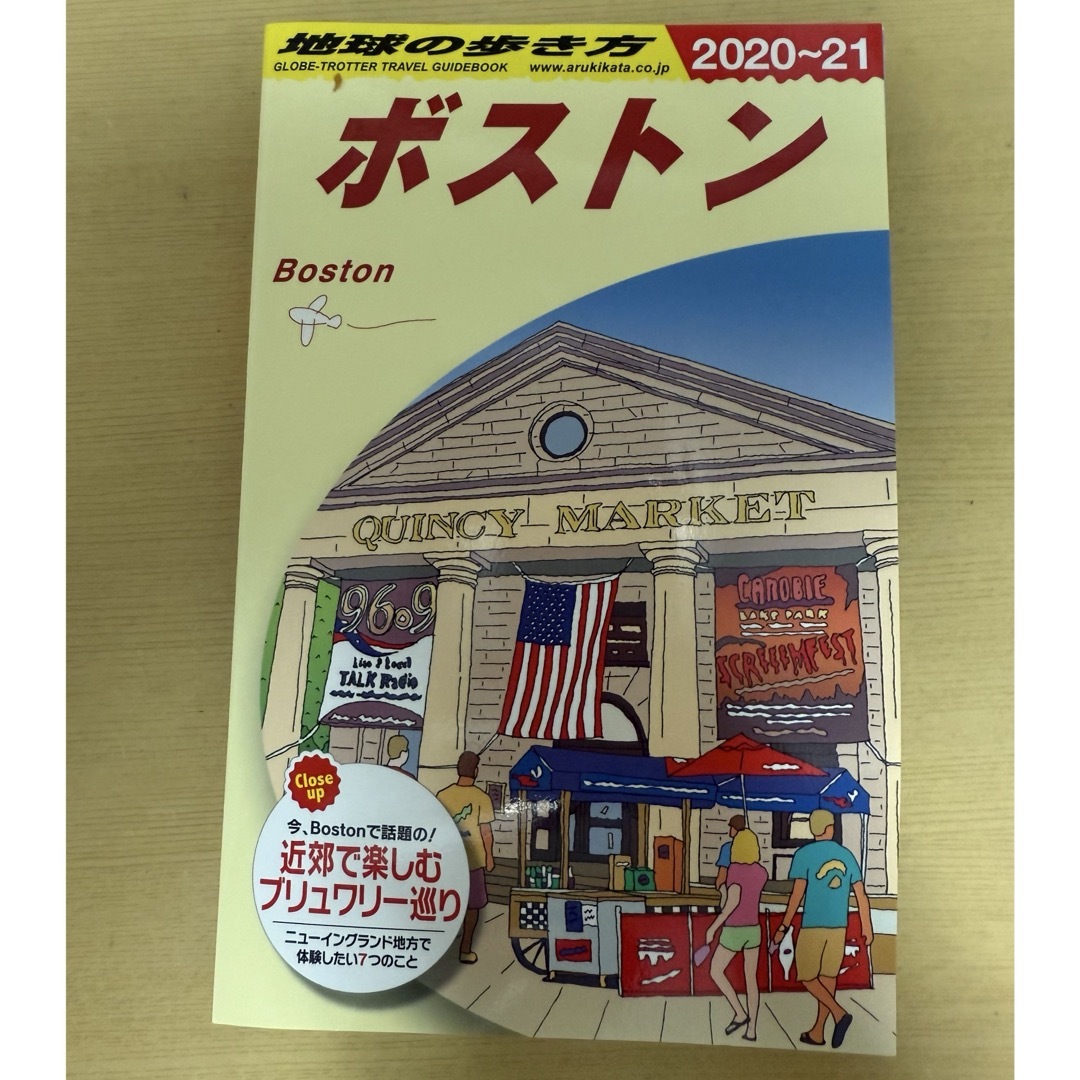 地球の歩き方
GLOBE-TROTTER TRAVEL GUIDEBOOK www.arukikata.co.jp
2020~21
ボストン
Boston
QUINCY MARKET
96.9
TALK Radio
CANOBIE
LAKE PARK
SCREEEMFEST
Close up
今、Bostonで話題の!
近郊で楽しむ
ブリュワリー巡り
ニューイングランド地方で
体験したい7つのこと